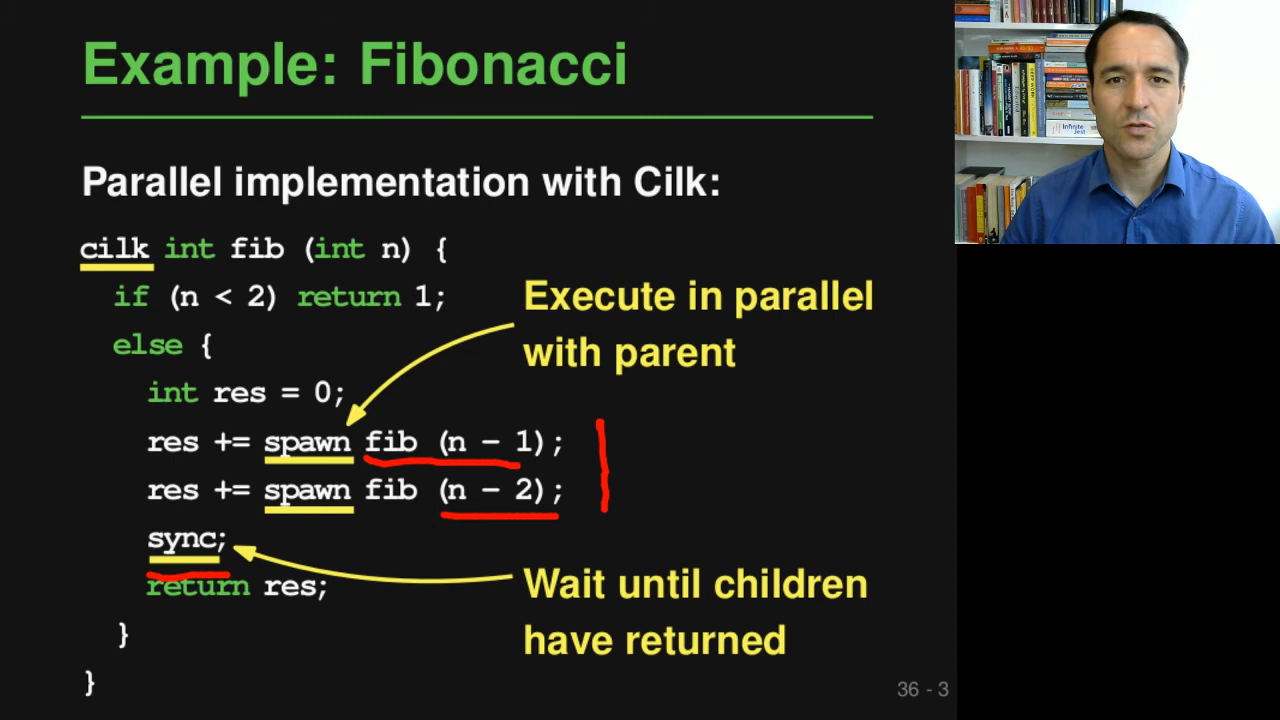 Example: Fibonacci
Parallel implementation with Cilk:
cilk int fib (int n) {
if (n < 2) return 1;
else {
int res = 0;
res += spawn fib (n − 1);
res += spawn fib (n − 2);
sync;
return res;
}
}
Execute in parallel
with parent
Wait until children
have returned
36 - 3
Infinite
Jest